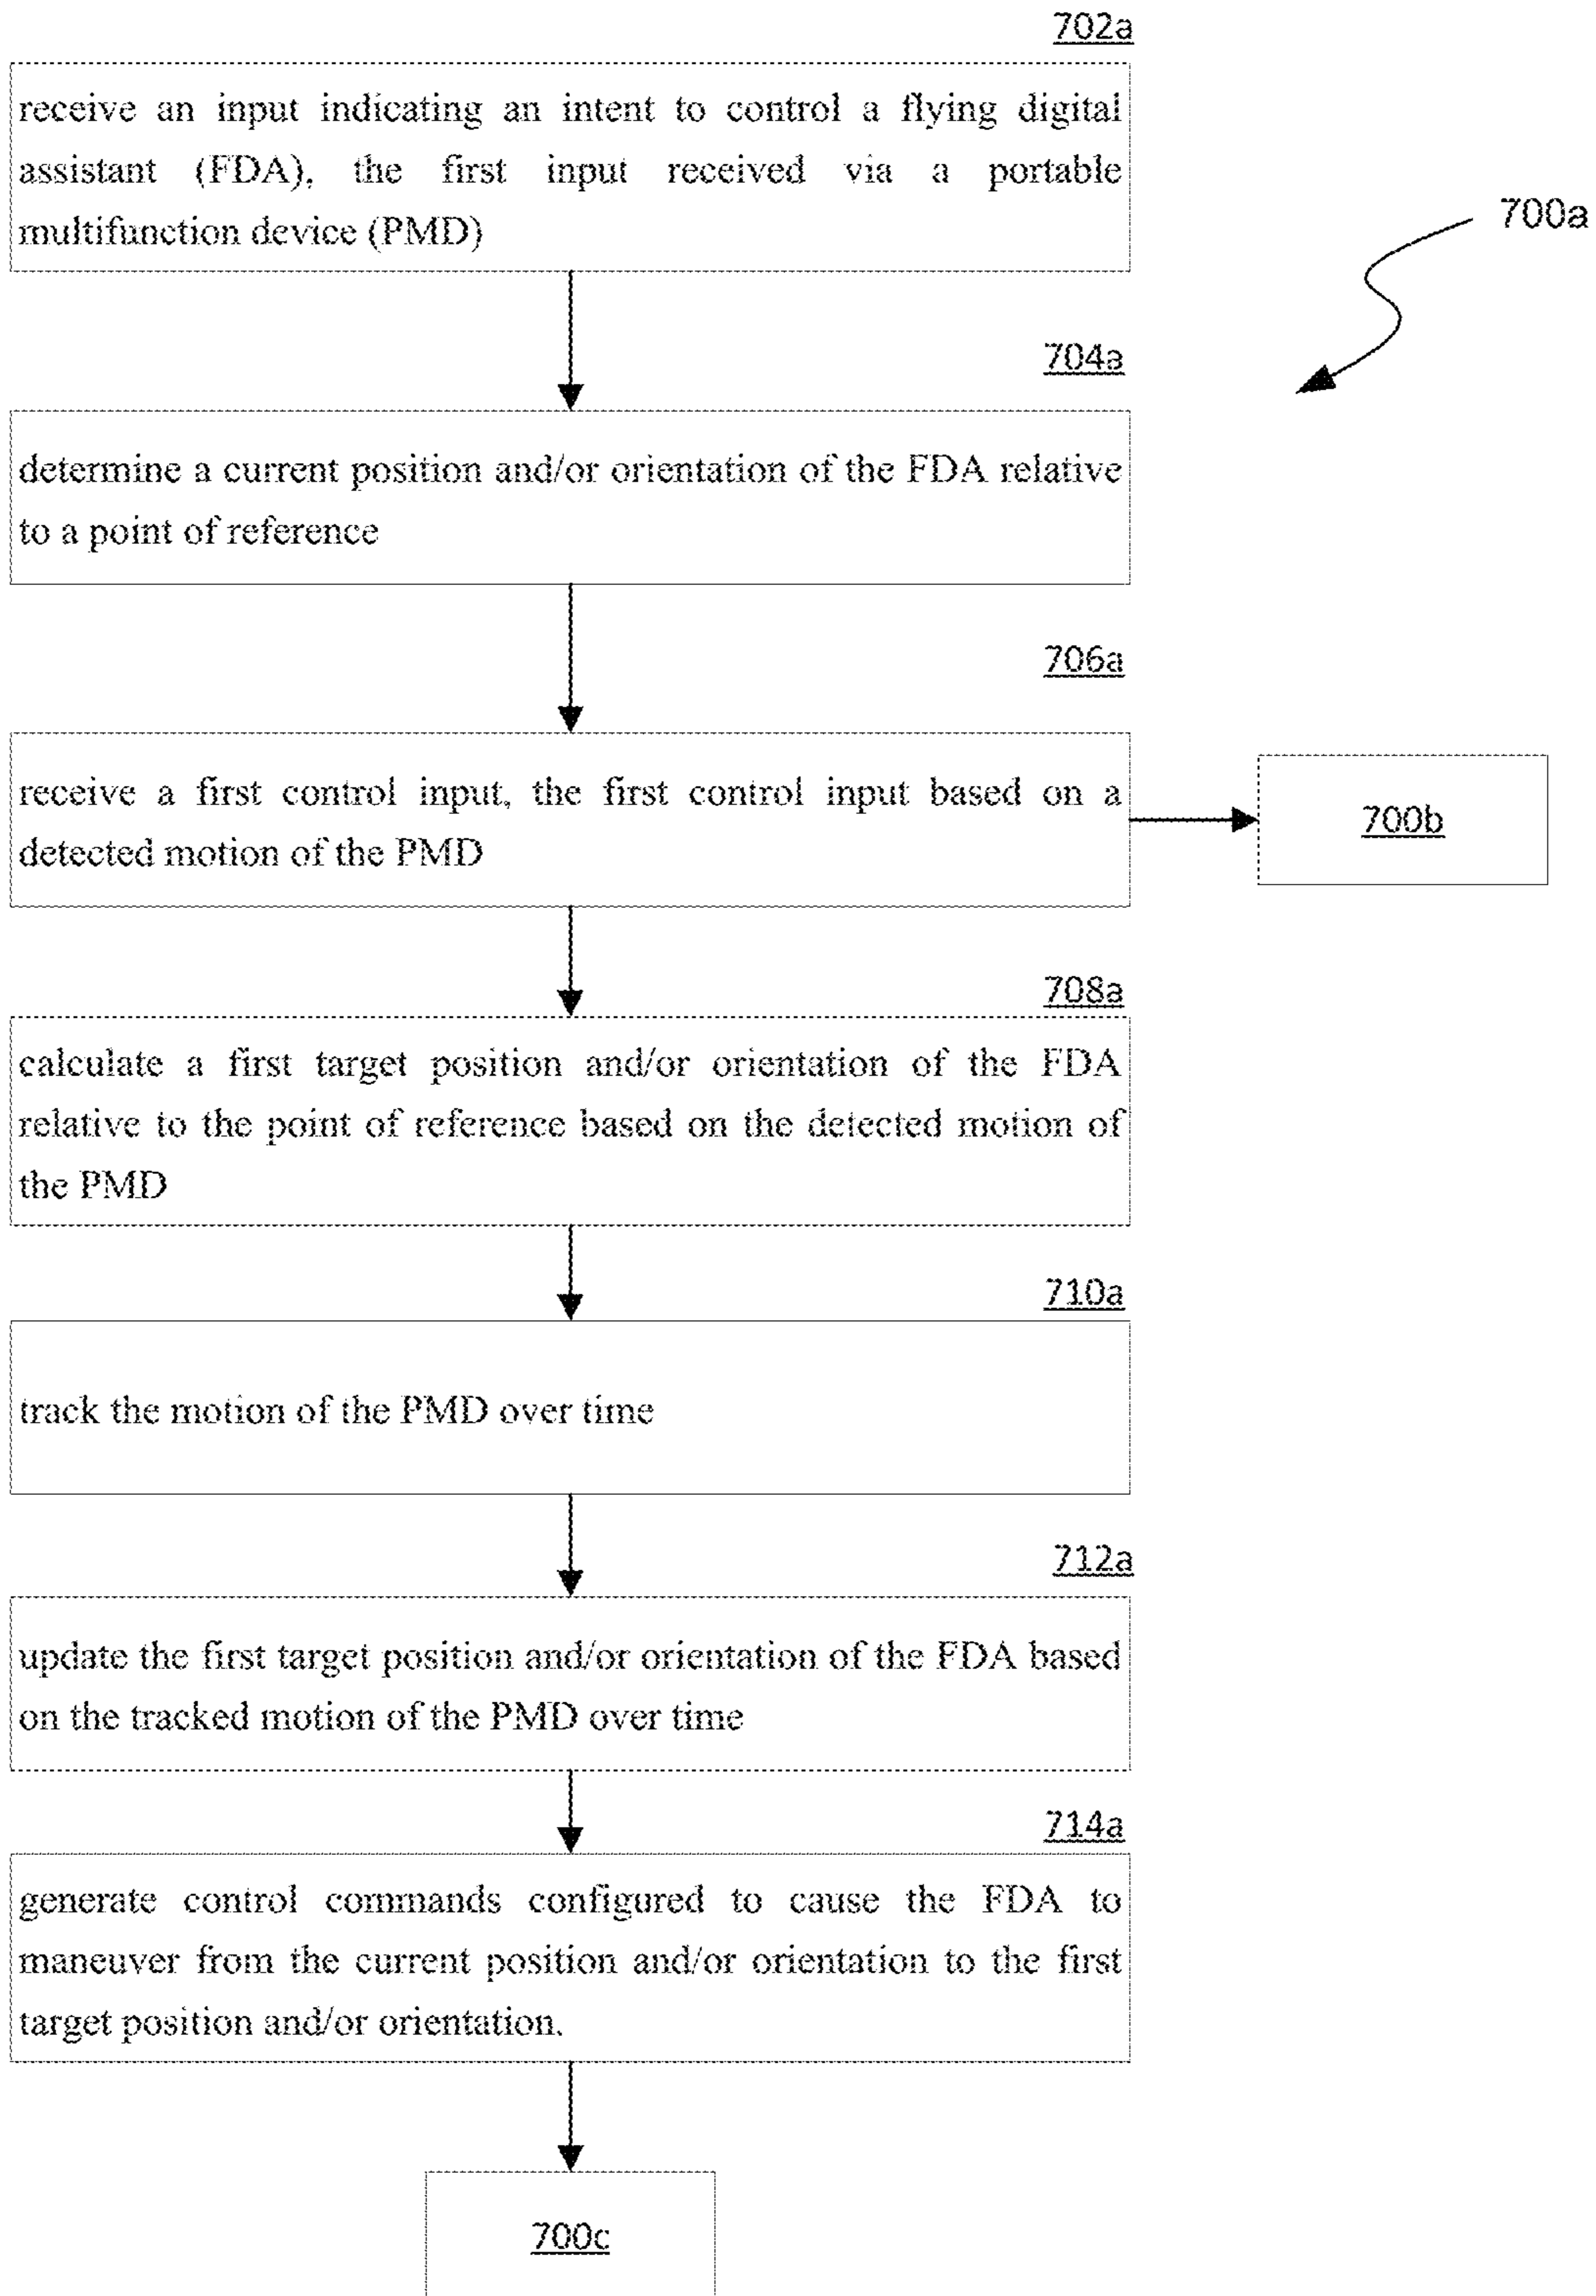 702a
receive an input indicating an intent to control a flying digital
assistant (FDA), the first input received via a portable
multifunction device (PMD)
700a
704a
determine a current position and/or orientation of the FDA relative
to a point of reference
706a
receive a first control input, the first control input based on a
detected motion of the PMD
700b
708a
calculate a first target position and/or orientation of the FDA
relative to the point of reference based on the detected motion of
the PMD
710a
track the motion of the PMD over time
712a
update the first target position and/or orientation of the FDA based
on the tracked motion of the PMD over time
714a
generate control commands configured to cause the FDA to
maneuver from the current position and/or orientation to the first
target position and/or orientation.
700c